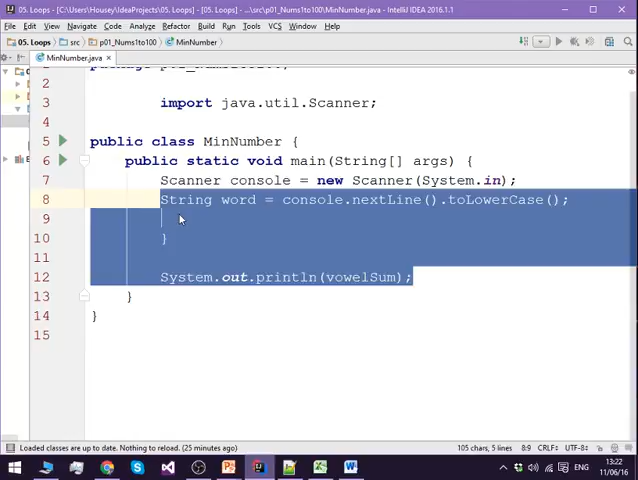 05. Loops - [C:\Users\Housey\IdeaProjects\05. Loops] - [05. Loops] - ...\src\p01_Nums1to100\MinNumber.java - IntelliJ IDEA 2016.1.1
File Edit View Navigate Code Analyze Refactor Build Run Tools VCS Window Help
05. Loops src p01_Nums1to100 MinNumber
MinNumber.java
2
3 import java.util.Scanner;
4
5 public class MinNumber {
6 public static void main(String[] args) {
7 Scanner console = new Scanner(System.in);
8 String word = console.nextLine().toLowerCase();
9
10 }
11
12 System.out.println(vowelSum);
13 }
14 }
15
Loaded classes are up to date. Nothing to reload. (25 minutes ago) 105 chars, 5 lines 8:9 CRLF÷ UTF-8÷
ENG 13:22
11/06/16